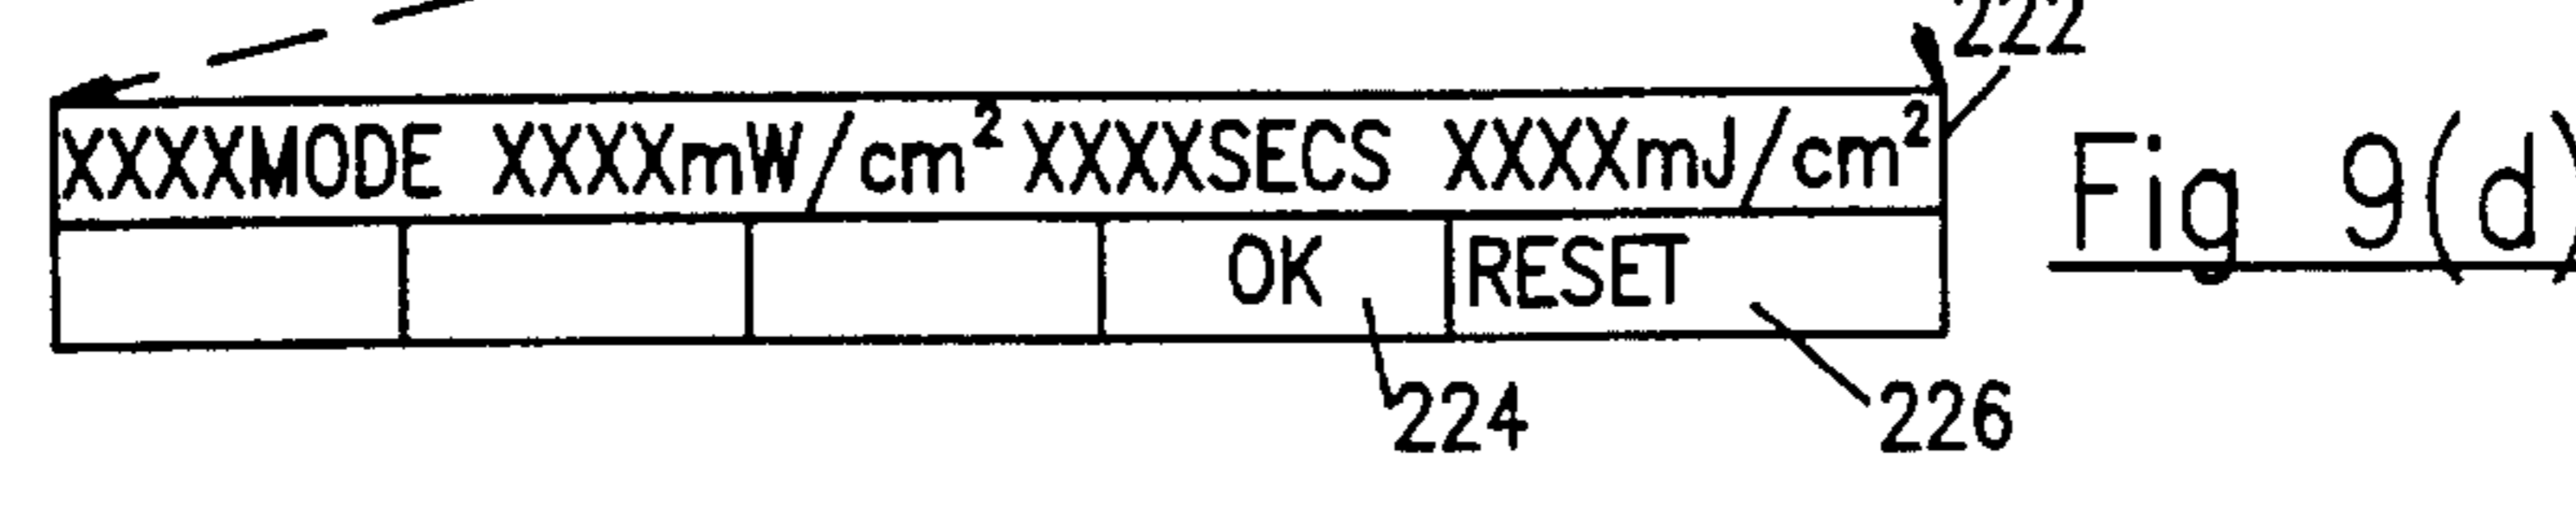 222
XXXXMODE XXXXmW/cm² XXXXSECS XXXXmJ/cm²
Fig 9(d)
OK RESET
224 226